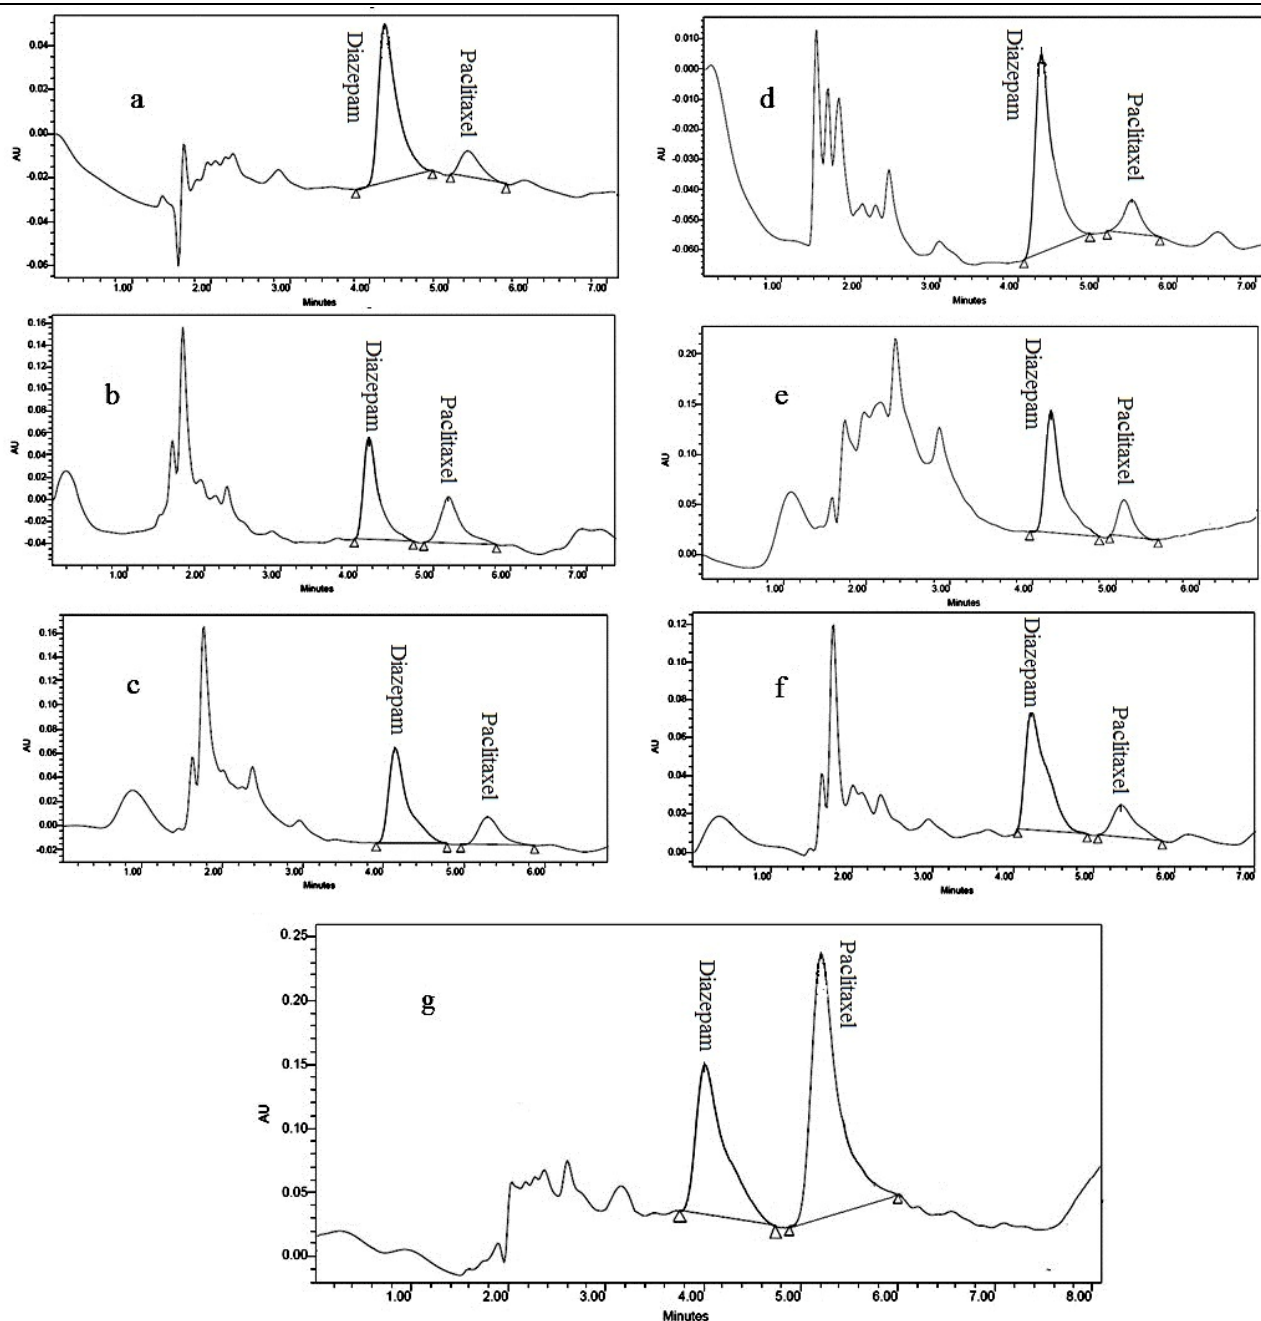 0.04
0.02
0.00
-0.02
-0.04
-0.06
AU
a
Diazepam
Paclitaxel
1.00 2.00 3.00 4.00 5.00 6.00 7.00
Minutes
0.010
0.000
-0.010
-0.020
-0.030
-0.040
-0.050
-0.060
AU
d
Diazepam
Paclitaxel
1.00 2.00 3.00 4.00 5.00 6.00 7.00
Minutes
0.16
0.14
0.12
0.10
0.08
0.06
0.04
0.02
0.00
-0.02
-0.04
AU
b
Diazepam
Paclitaxel
1.00 2.00 3.00 4.00 5.00 6.00 7.00
Minutes
0.20
0.15
0.10
0.05
0.00
AU
e
Diazepam
Paclitaxel
1.00 2.00 3.00 4.00 5.00 6.00
Minutes
0.16
0.14
0.12
0.10
0.08
0.06
0.04
0.02
0.00
-0.02
AU
c
Diazepam
Paclitaxel
1.00 2.00 3.00 4.00 5.00 6.00
Minutes
0.12
0.10
0.08
0.06
0.04
0.02
0.00
AU
f
Diazepam
Paclitaxel
1.00 2.00 3.00 4.00 5.00 6.00 7.00
Minutes
0.25
0.20
0.15
0.10
0.05
0.00
AU
g
Diazepam
Paclitaxel
1.00 2.00 3.00 4.00 5.00 6.00 7.00 8.00
Minutes